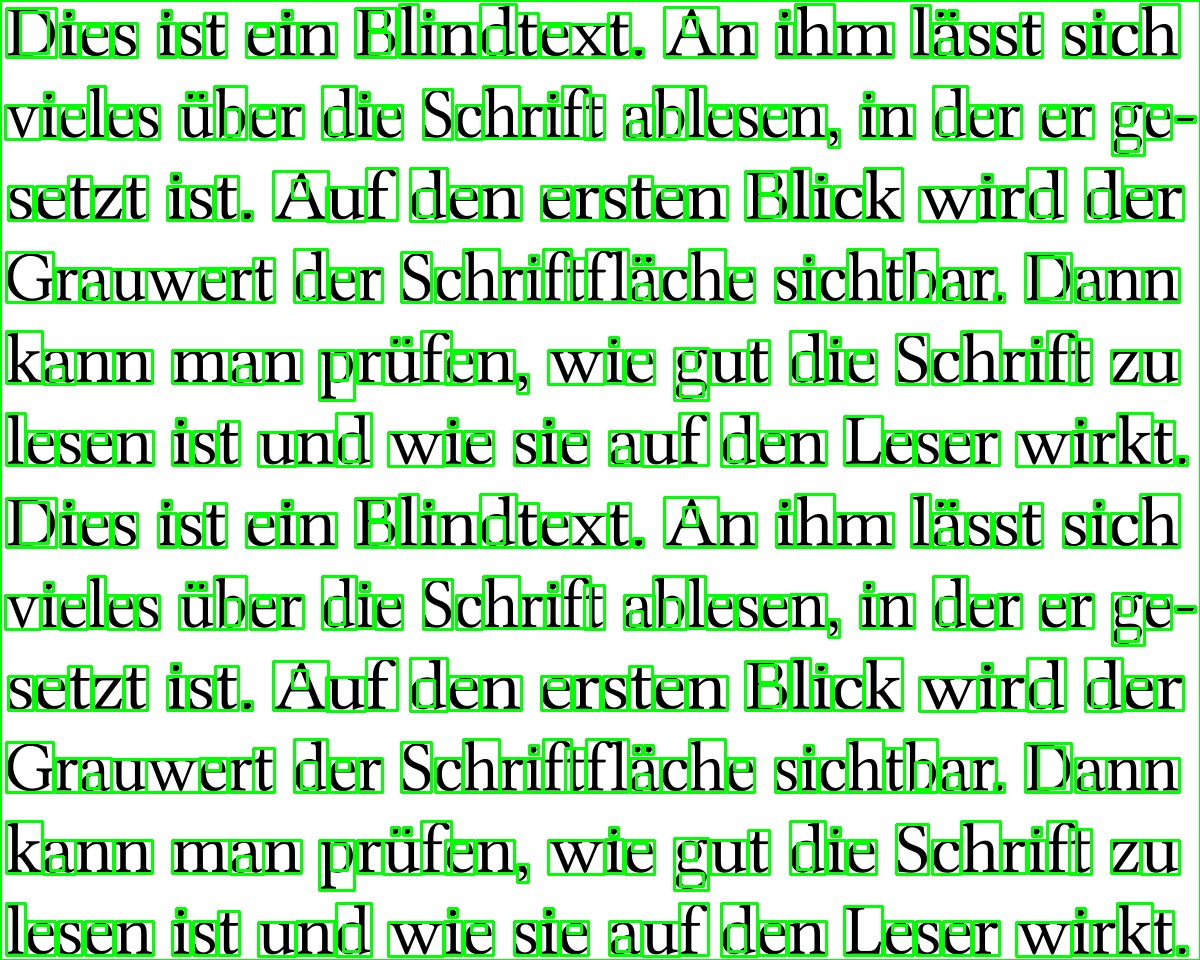 Dies ist ein Blindtext. An ihm lässt sich
vieles über die Schrift ablesen, in der er ge-
setzt ist. Auf den ersten Blick wird der
Grauwert der Schriftfläche sichtbar. Dann
kann man prüfen, wie gut die Schrift zu
lesen ist und wie sie auf den Leser wirkt.
Dies ist ein Blindtext. An ihm lässt sich
vieles über die Schrift ablesen, in der er ge-
setzt ist. Auf den ersten Blick wird der
Grauwert der Schriftfläche sichtbar. Dann
kann man prüfen, wie gut die Schrift zu
lesen ist und wie sie auf den Leser wirkt.